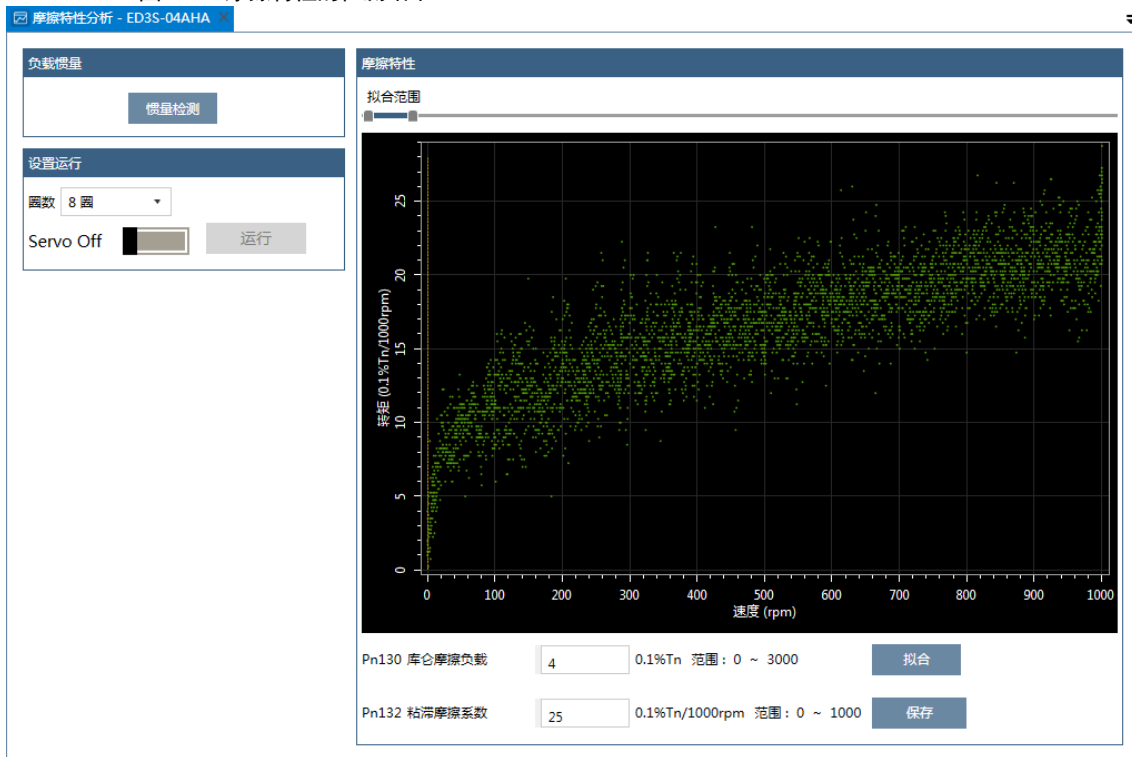 摩擦特性分析 - ED3S-04AHA
负载惯量
惯量检测
设置运行
圈数 8 圈
Servo Off 运行
摩擦特性
拟合范围
转矩 (0.1%Tn/1000rpm)
25
20
15
10
5
0
0 100 200 300 400 500 600 700 800 900 1000
速度 (rpm)
Pn130 库仑摩擦负载 4 0.1%Tn 范围: 0 ~ 3000 拟合
Pn132 粘滞摩擦系数 25 0.1%Tn/1000rpm 范围: 0 ~ 1000 保存